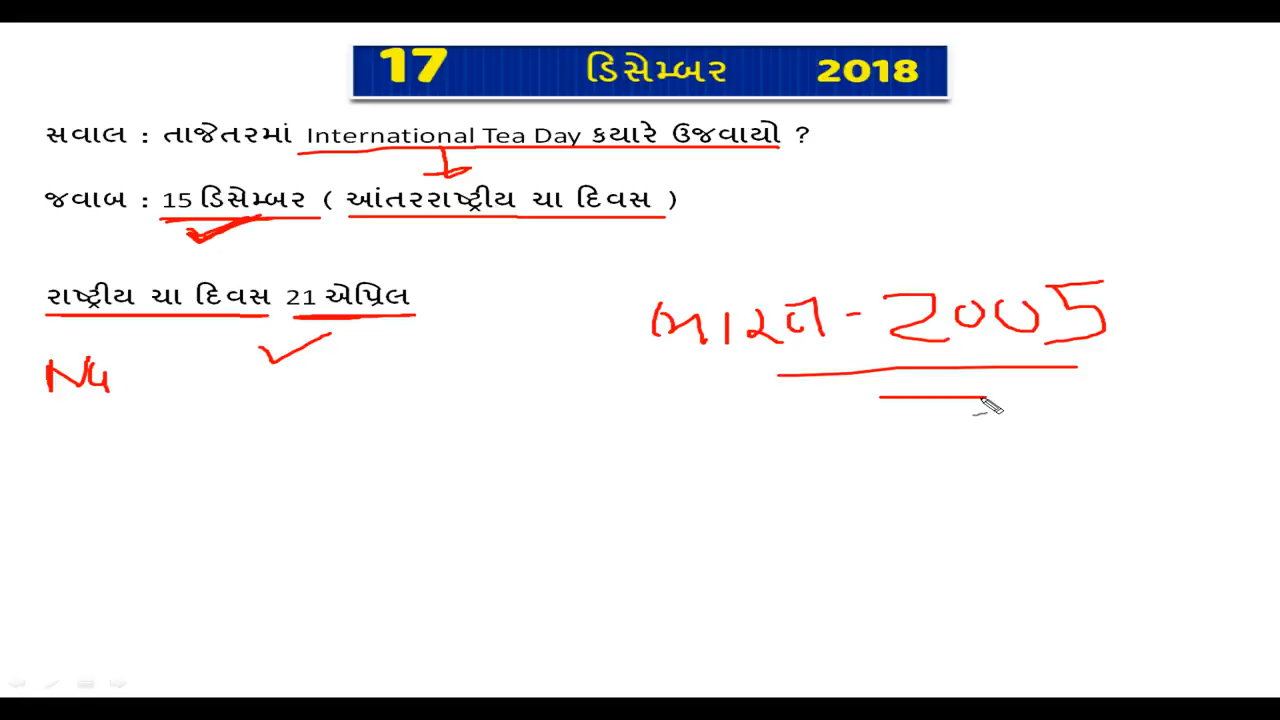 17 ડિસેમ્બર 2018
સવાલ : તાજેતરમાં International Tea Day કયારે ઉજવાયો ?
જવાબ : 15 ડિસેમ્બર ( આંતરરાષ્ટ્રીય ચા દિવસ )
રાષ્ટ્રીય ચા દિવસ 21 એપ્રિલ
ભારત - 2005